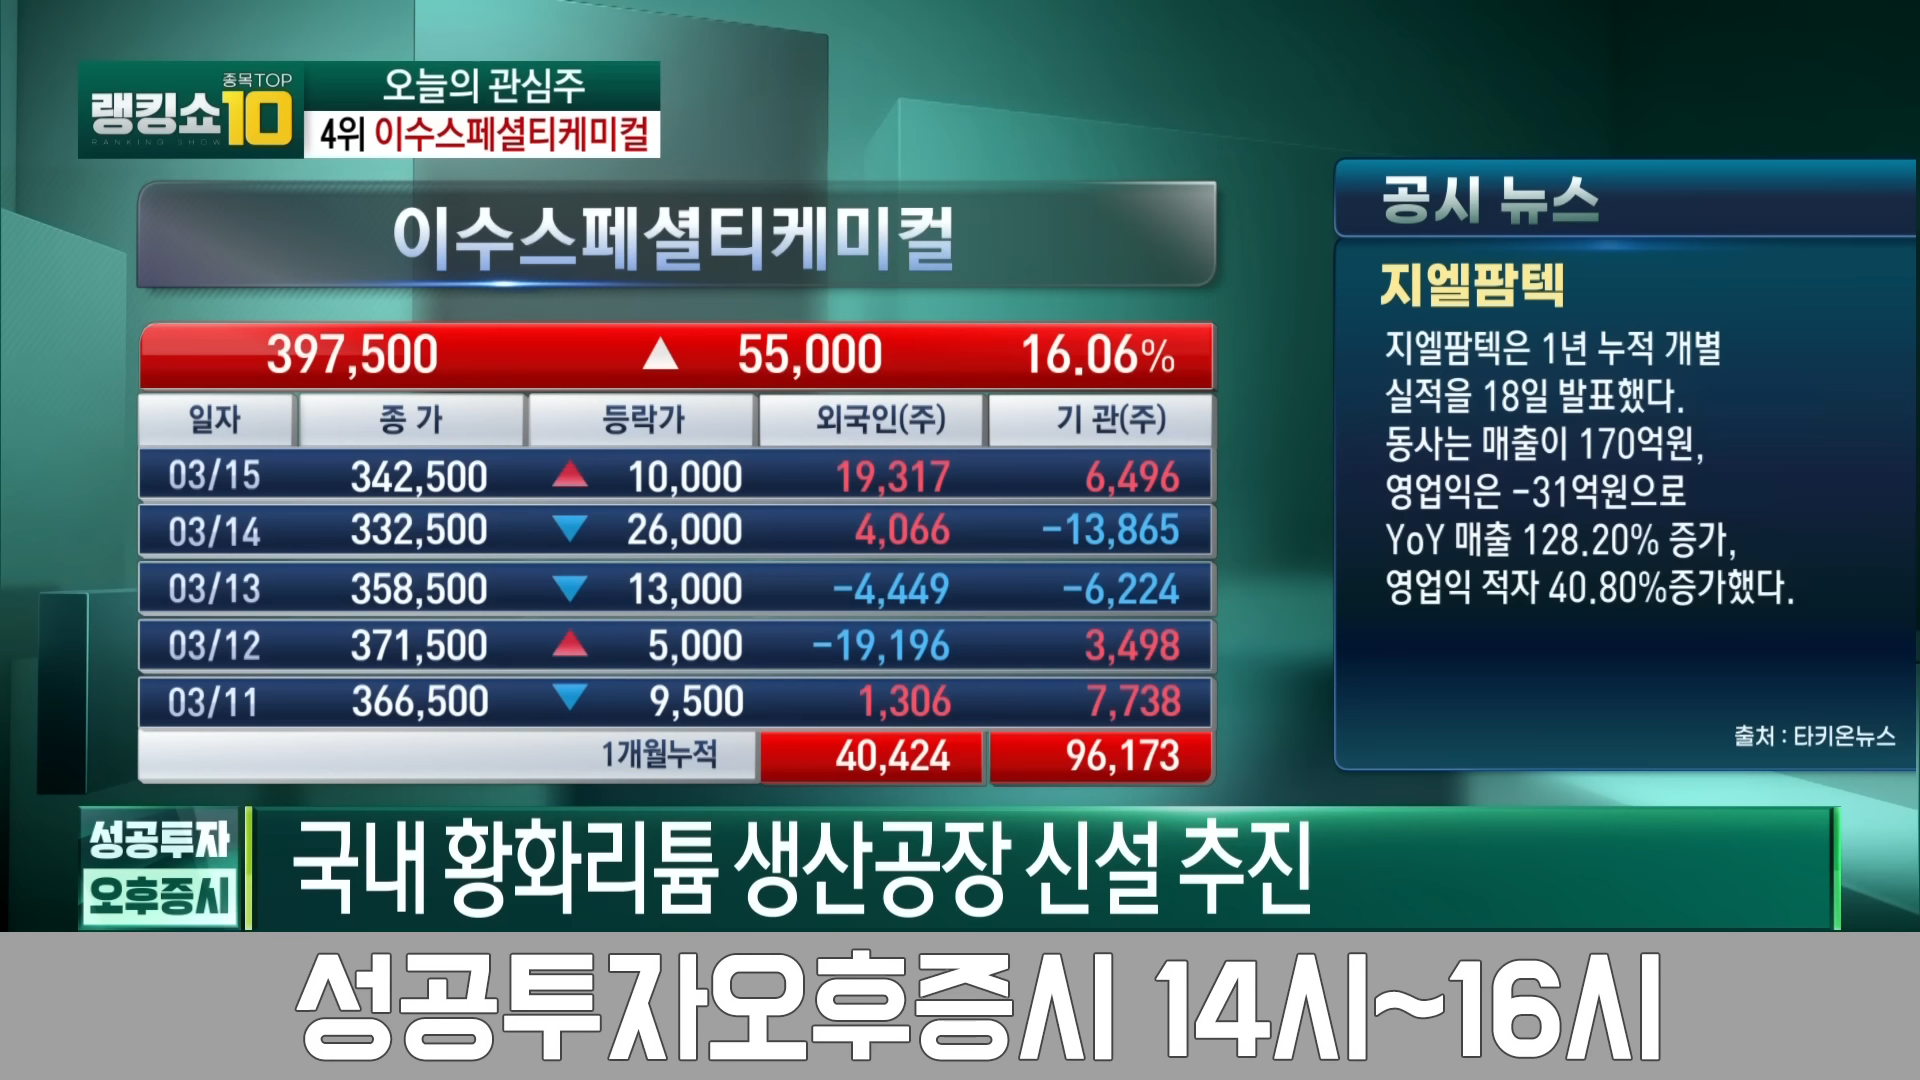 종목TOP
랭킹쇼10
RANKING SHOW
오늘의 관심주
4위 이수스페셜티케미컬
이수스페셜티케미컬
397,500 ▲ 55,000 16.06%
일자 종 가 등락가 외국인(주) 기 관(주)
03/15 342,500 ▲ 10,000 19,317 6,496
03/14 332,500 ▼ 26,000 4,066 -13,865
03/13 358,500 ▼ 13,000 -4,449 -6,224
03/12 371,500 ▲ 5,000 -19,196 3,498
03/11 366,500 ▼ 9,500 1,306 7,738
1개월누적 40,424 96,173
공시 뉴스
지엘팜텍
지엘팜텍은 1년 누적 개별
실적을 18일 발표했다.
동사는 매출이 170억원,
영업익은 -31억원으로
YoY 매출 128.20% 증가,
영업익 적자 40.80%증가했다.
출처 : 타키온뉴스
성공투자
오후증시
국내 황화리튬 생산공장 신설 추진
성공투자오후증시 14시~16시